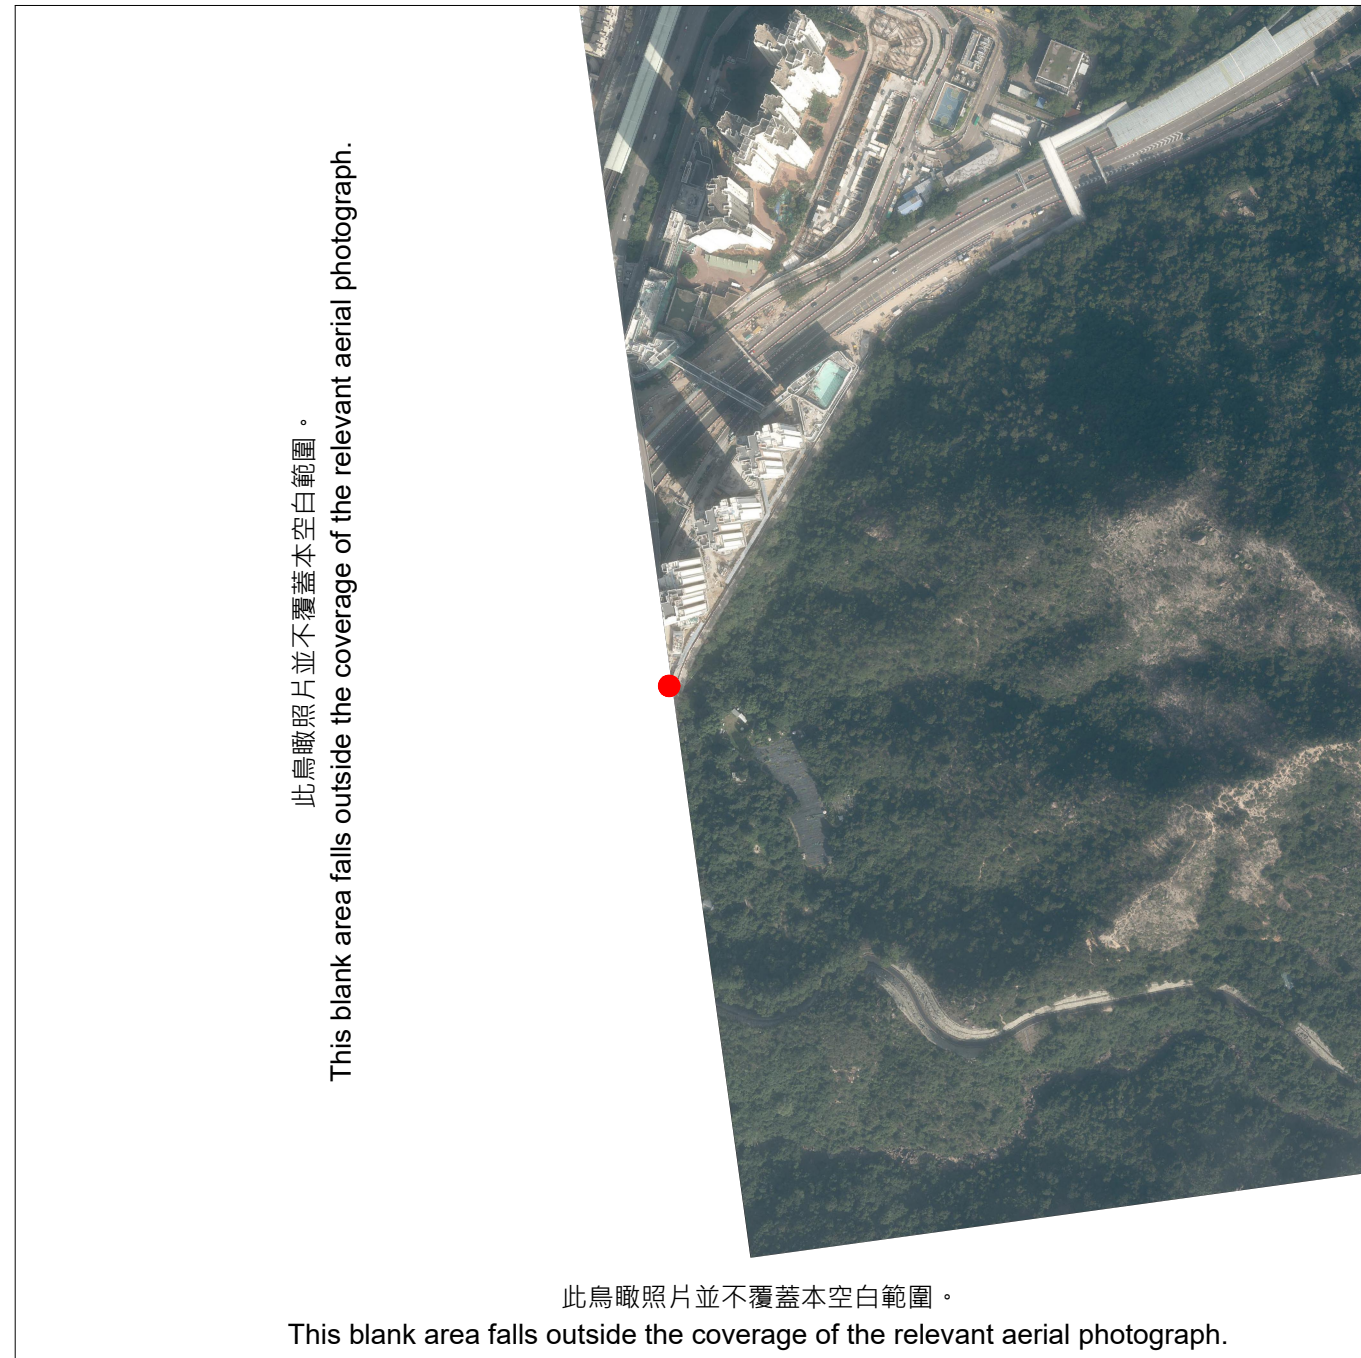 此鳥瞰照片並不覆蓋本空白範圍。
This blank area falls outside the coverage of the relevant aerial photograph.
此鳥瞰照片並不覆蓋本空白範圍。
This blank area falls outside the coverage of the relevant aerial photograph.